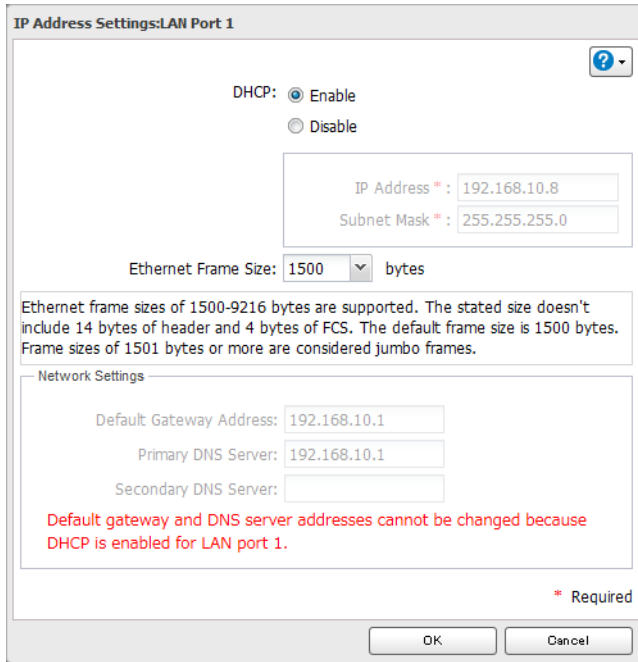 IP Address Settings:LAN Port 1
?
DHCP: Enable
Disable
IP Address * : 192.168.10.8
Subnet Mask * : 255.255.255.0
Ethernet Frame Size: 1500 bytes
Ethernet frame sizes of 1500-9216 bytes are supported. The stated size doesn't
include 14 bytes of header and 4 bytes of FCS. The default frame size is 1500 bytes.
Frame sizes of 1501 bytes or more are considered jumbo frames.
Network Settings
Default Gateway Address: 192.168.10.1
Primary DNS Server: 192.168.10.1
Secondary DNS Server:
Default gateway and DNS server addresses cannot be changed because
DHCP is enabled for LAN port 1.
* Required
OK Cancel